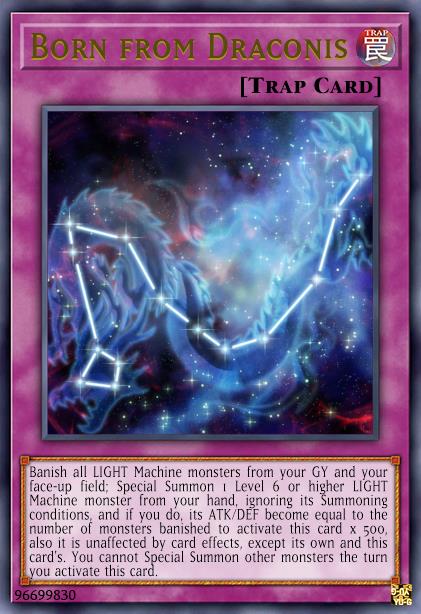 Born from Draconis
TRAP
罠
[Trap Card]
Banish all LIGHT Machine monsters from your GY and your
face-up field; Special Summon 1 Level 6 or higher LIGHT
Machine monster from your hand, ignoring its Summoning
conditions, and if you do, its ATK/DEF become equal to the
number of monsters banished to activate this card x 500,
also it is unaffected by card effects, except its own and this
card's. You cannot Special Summon other monsters the turn
you activate this card.
96699830